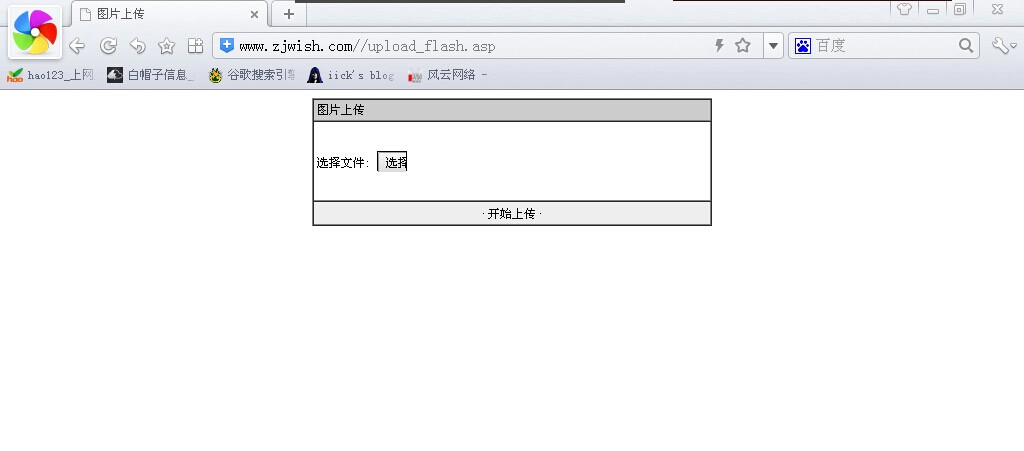 图片上传
www.zjwish.com//upload_flash.asp
百度
hao123_上网
白帽子信息_
谷歌搜索引
iick's blog
风云网络 -
图片上传
选择文件:
选择
· 开始上传 ·